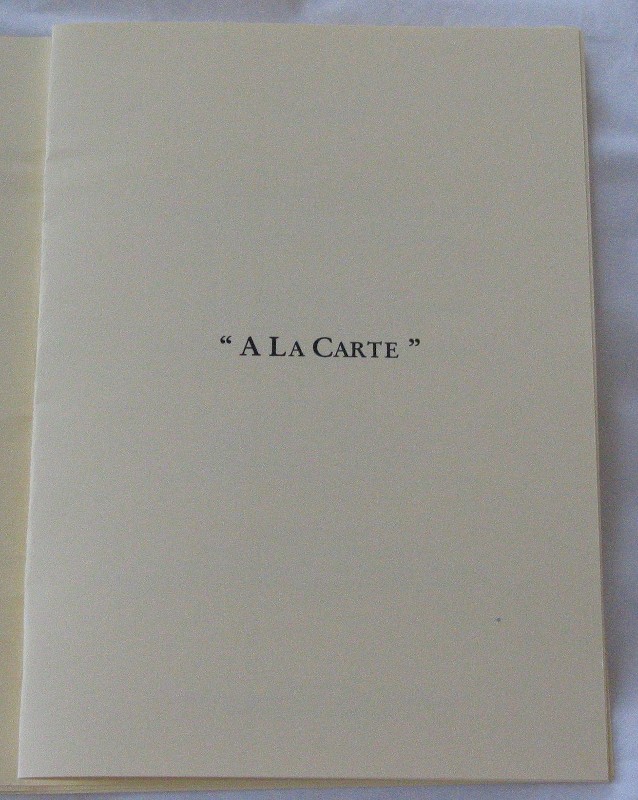 “ A LA CARTE ”